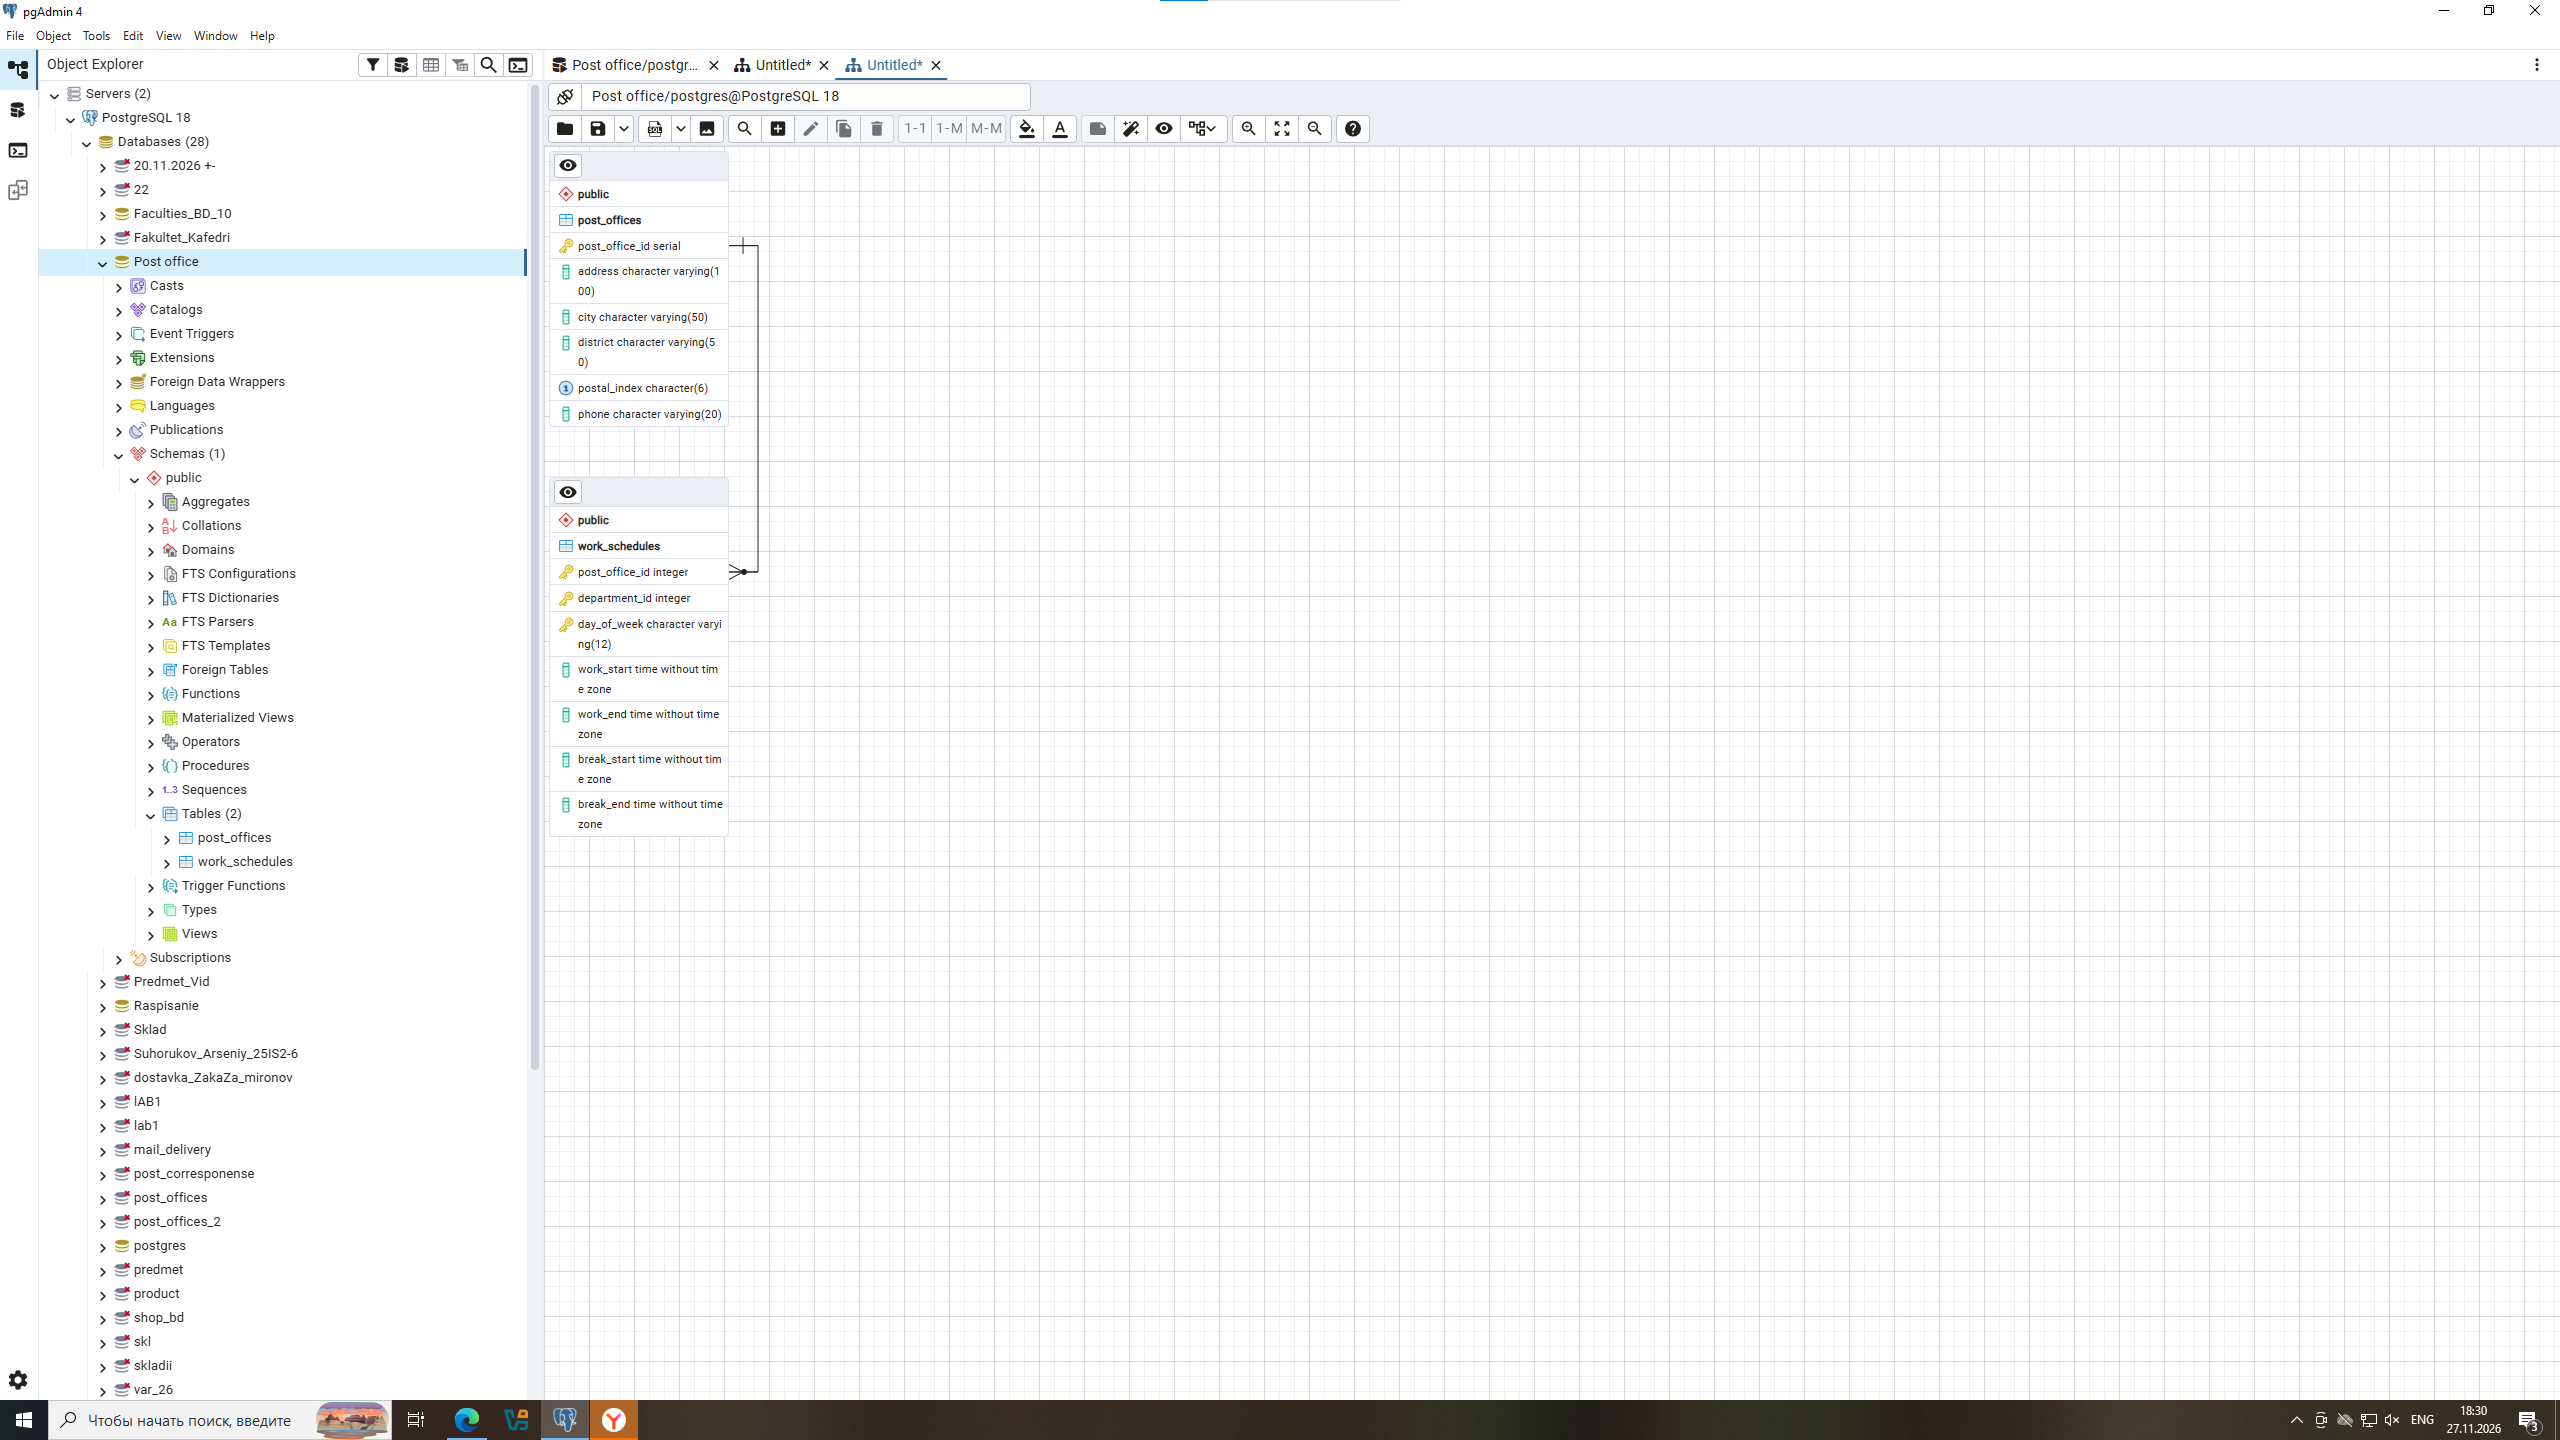 pgAdmin 4
File Object Tools Edit View Window Help
Object Explorer
Post office/postgr... Untitled* Untitled*
Servers (2)
PostgreSQL 18
Databases (28)
20.11.2026 +-
22
Faculties_BD_10
Fakultet_Kafedri
Post office
Casts
Catalogs
Event Triggers
Extensions
Foreign Data Wrappers
Languages
Publications
Schemas (1)
public
Aggregates
Collations
Domains
FTS Configurations
FTS Dictionaries
Aa FTS Parsers
FTS Templates
Foreign Tables
Functions
Materialized Views
Operators
Procedures
1..3 Sequences
Tables (2)
post_offices
work_schedules
Trigger Functions
Types
Views
Subscriptions
Predmet_Vid
Raspisanie
Sklad
Suhorukov_Arseniy_25IS2-6
dostavka_ZakaZa_mironov
lAB1
lab1
mail_delivery
post_corresponense
post_offices
post_offices_2
postgres
predmet
product
shop_bd
skl
skladii
var_26
Post office/postgres@PostgreSQL 18
SQL 1-1 1-M M-M A
public
post_offices
post_office_id serial
address character varying(1
00)
city character varying(50)
district character varying(5
0)
1 postal_index character(6)
phone character varying(20)
public
work_schedules
post_office_id integer
department_id integer
day_of_week character varyi
ng(12)
work_start time without tim
e zone
work_end time without time
zone
break_start time without tim
e zone
break_end time without time
zone
Чтобы начать поиск, введите
ENG
18:30
27.11.2026
3